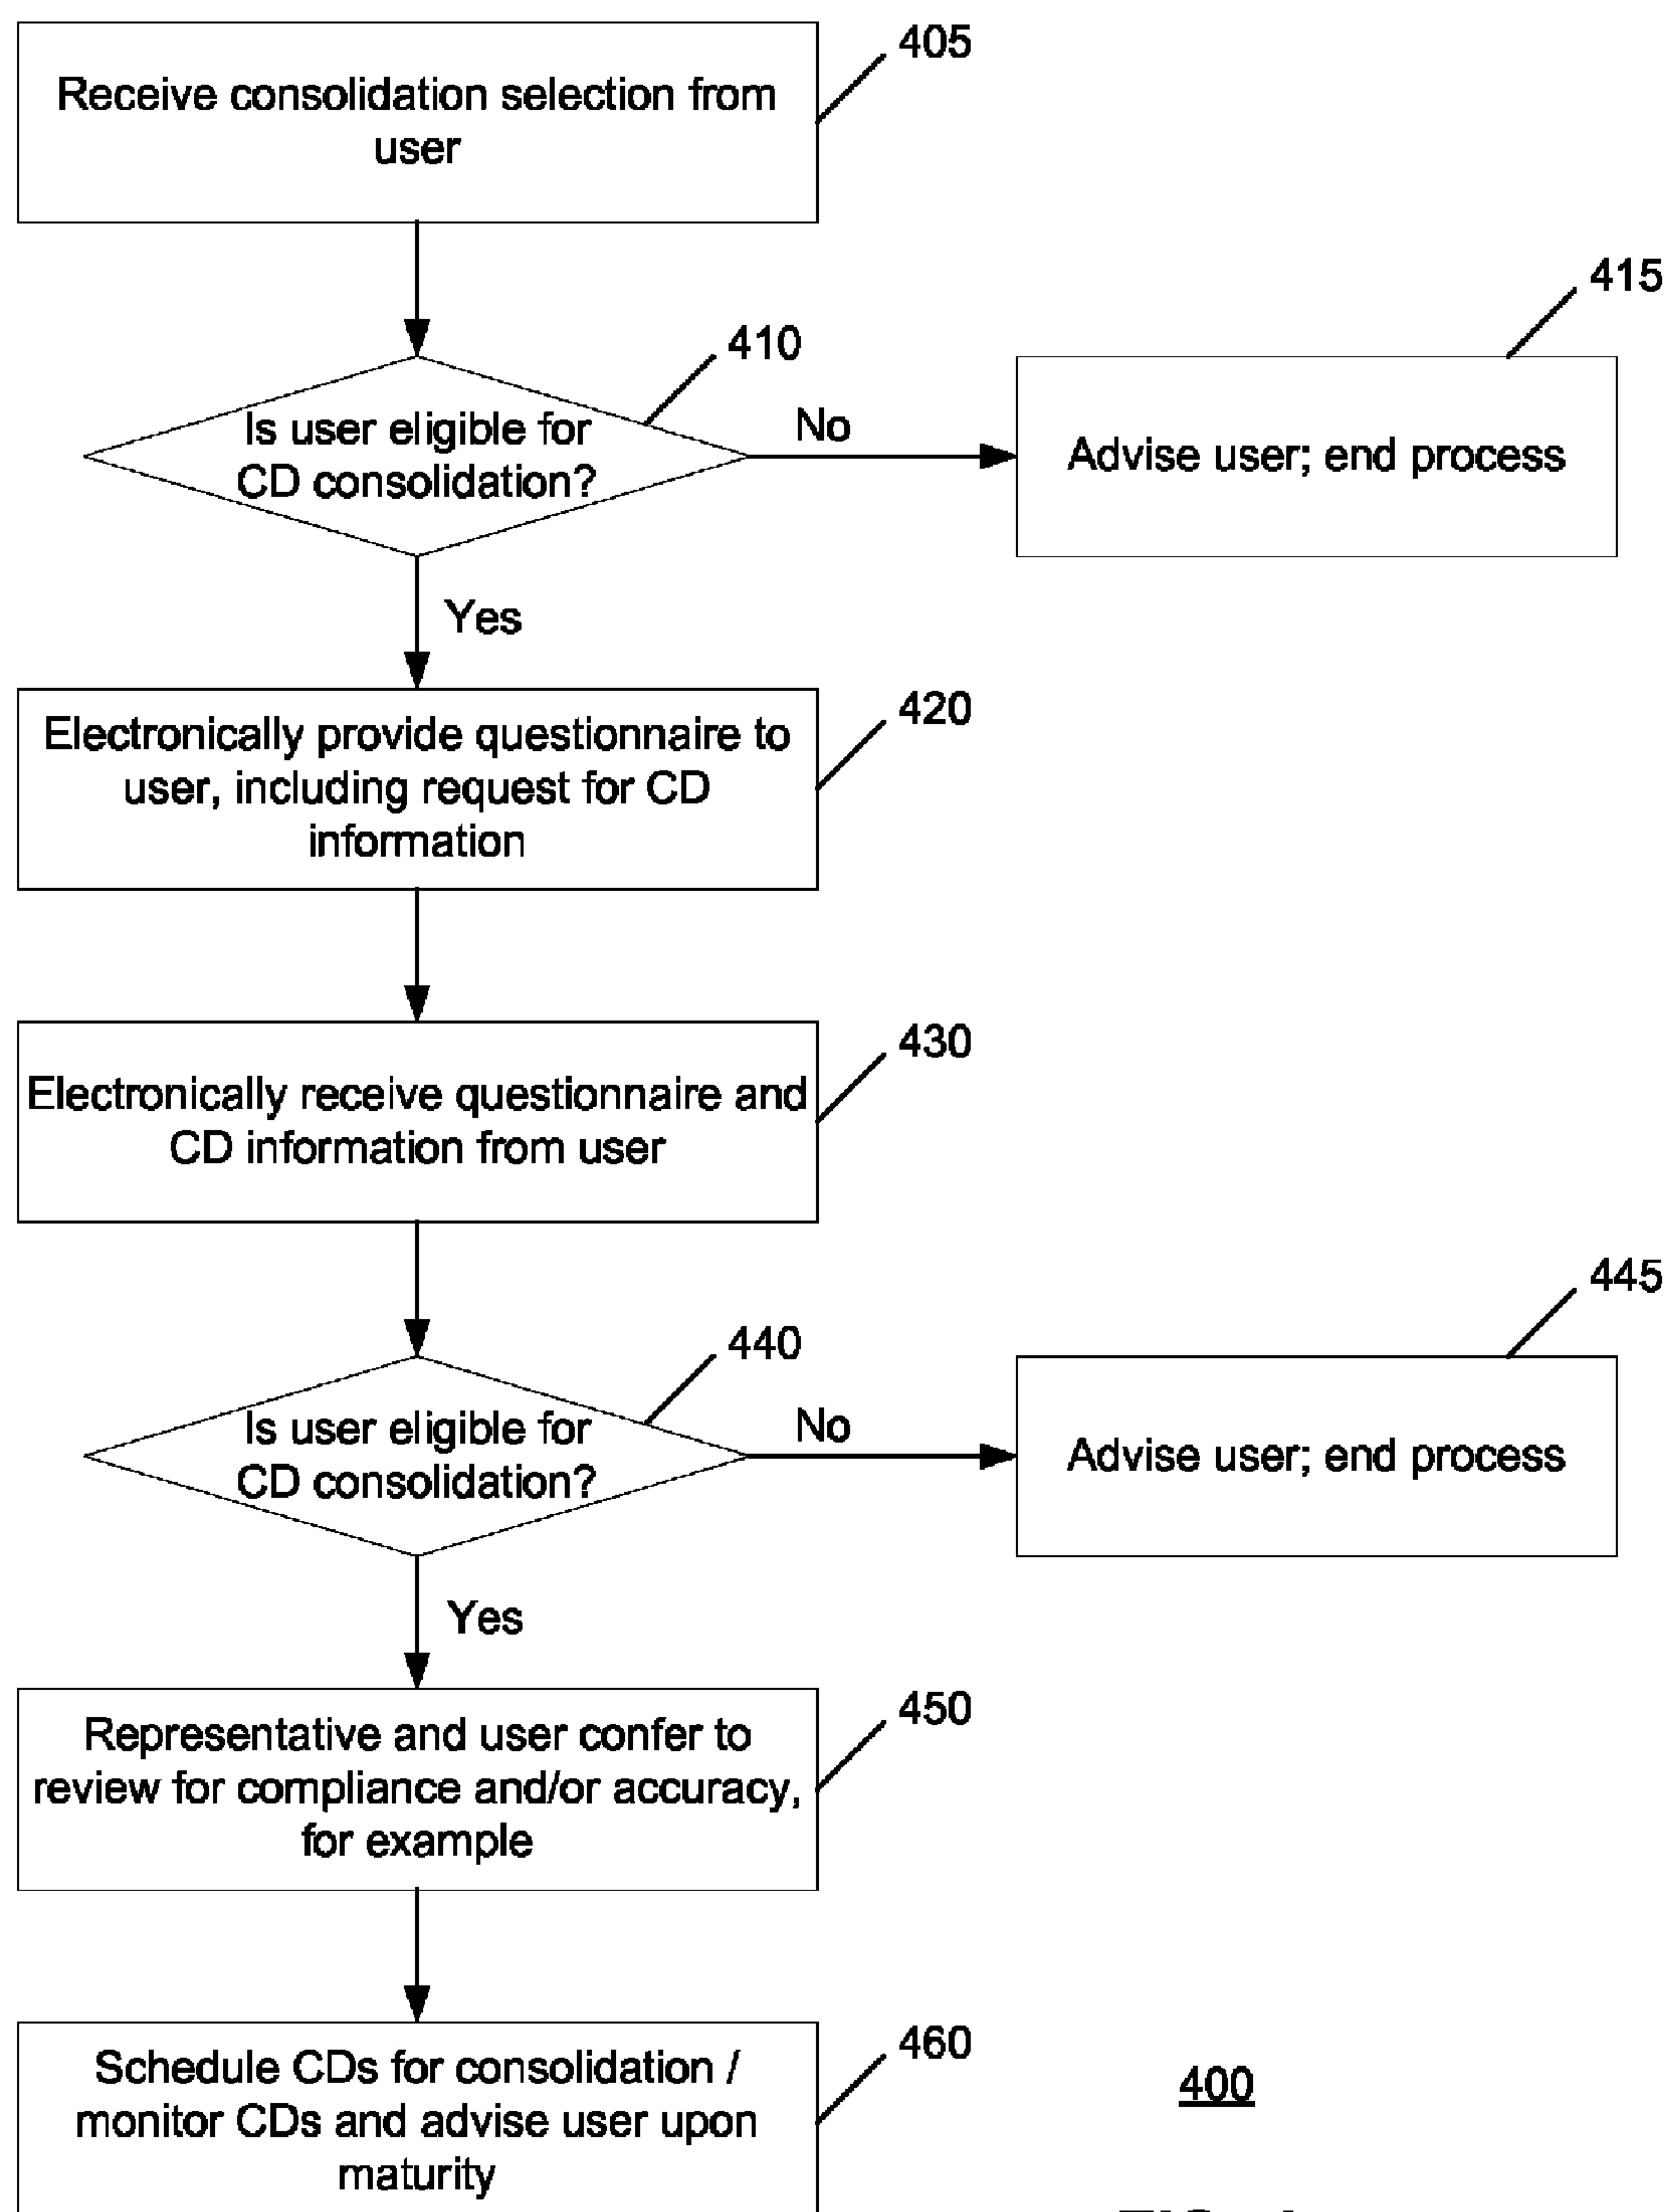 405
Receive consolidation selection from
user
415
410
Is user eligible for
CD consolidation?
No
Advise user; end process
Yes
420
Electronically provide questionnaire to
user, including request for CD
information
430
Electronically receive questionnaire and
CD information from user
445
440
Is user eligible for
CD consolidation?
No
Advise user; end process
Yes
450
Representative and user confer to
review for compliance and/or accuracy,
for example
460
Schedule CDs for consolidation /
monitor CDs and advise user upon
maturity
400